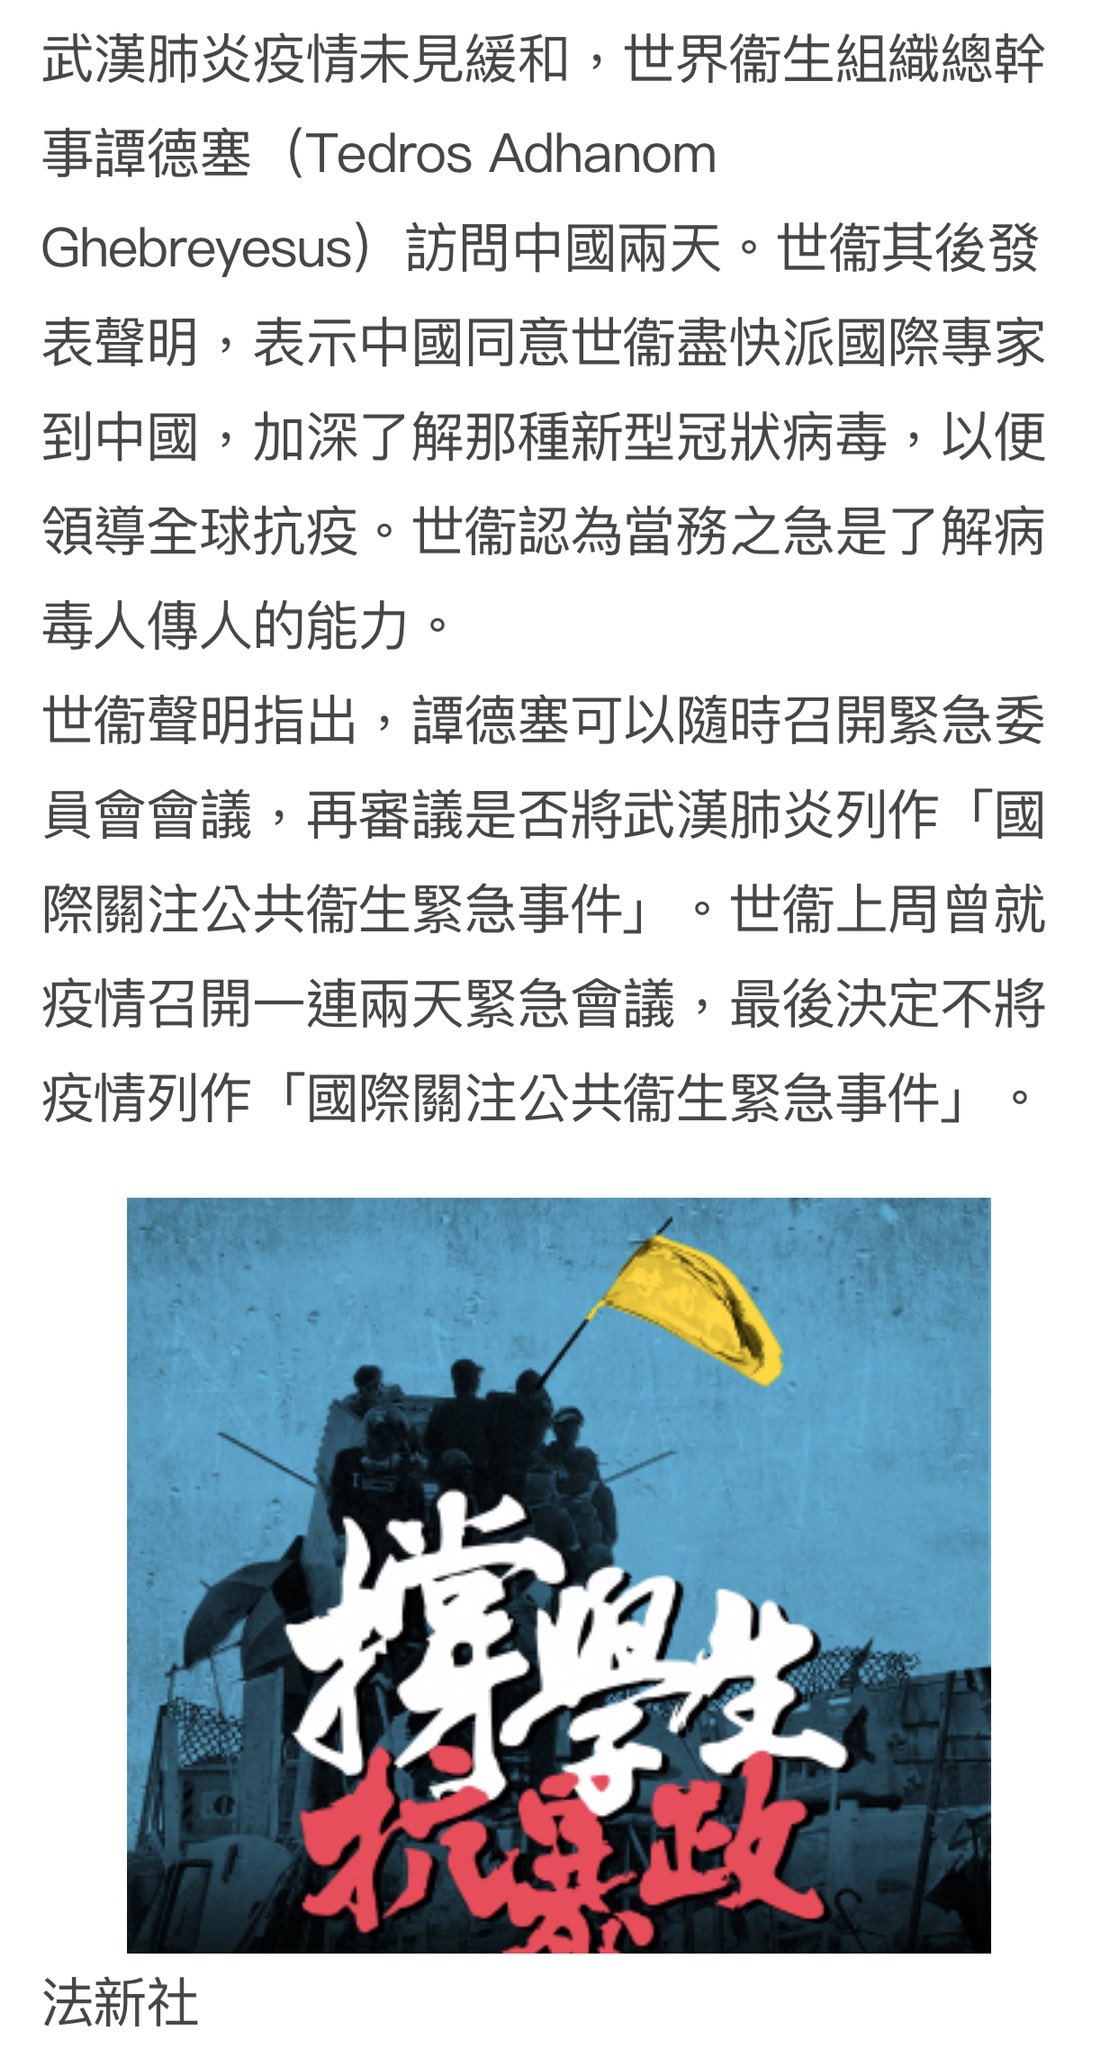 武漢肺炎疫情未見緩和，世界衞生組織總幹
事譚德塞（Tedros Adhanom
Ghebreyesus）訪問中國兩天。世衞其後發
表聲明，表示中國同意世衞盡快派國際專家
到中國，加深了解那種新型冠狀病毒，以便
領導全球抗疫。世衞認為當務之急是了解病
毒人傳人的能力。
世衞聲明指出，譚德塞可以隨時召開緊急委
員會會議，再審議是否將武漢肺炎列作「國
際關注公共衞生緊急事件」。世衞上周曾就
疫情召開一連兩天緊急會議，最後決定不將
疫情列作「國際關注公共衞生緊急事件」。
撐學生
抗暴政
法新社